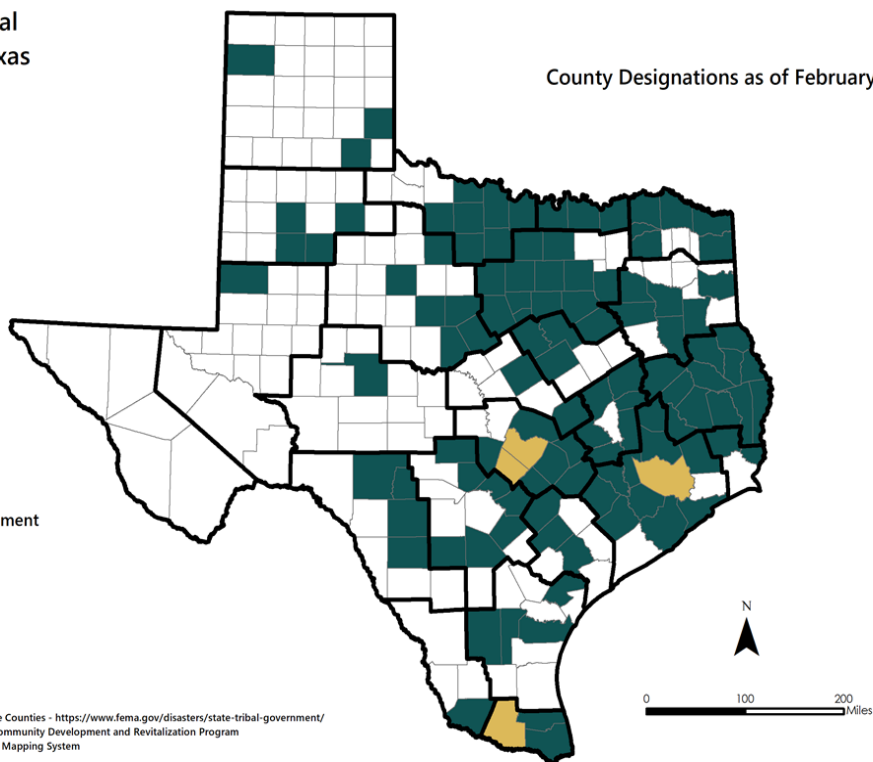 al
xas
County Designations as of February
ment
N
0 100 200
Miles
e Counties - https://www.fema.gov/disasters/state-tribal-government/
ommunity Development and Revitalization Program
Mapping System